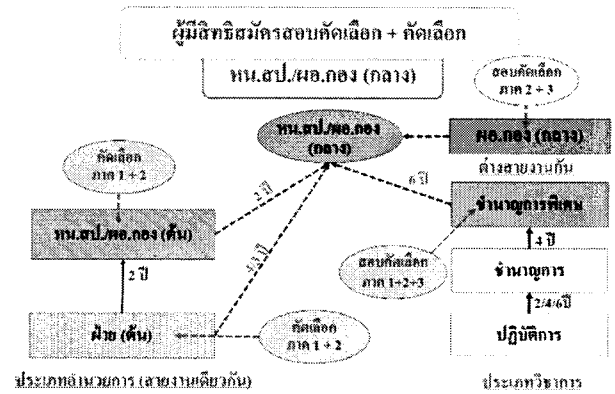 ผู้มีสิทธิสมัครสอบคัดเลือก + คัดเลือก
หน.สป./ผอ.กอง (กลาง)
สอบคัดเลือก
ภาค 2 + 3
หน.สป./ผอ.กอง
(กลาง)
ผอ.กอง (กลาง)
ต่างสายงานกัน
คัดเลือก
ภาค 1 + 2
2 ปี
6 ปี
ชำนาญการพิเศษ
หน.สป./ผอ.กอง (ต้น)
4 ปี
สอบคัดเลือก
ภาค 1+2+3
ชำนาญการ
2 ปี
2/4/6ปี
ฝ่าย (ต้น)
คัดเลือก
ภาค 1 + 2
ปฏิบัติการ
ประเภทอำนวยการ (สายงานเดียวกัน)
ประเภทวิชาการ